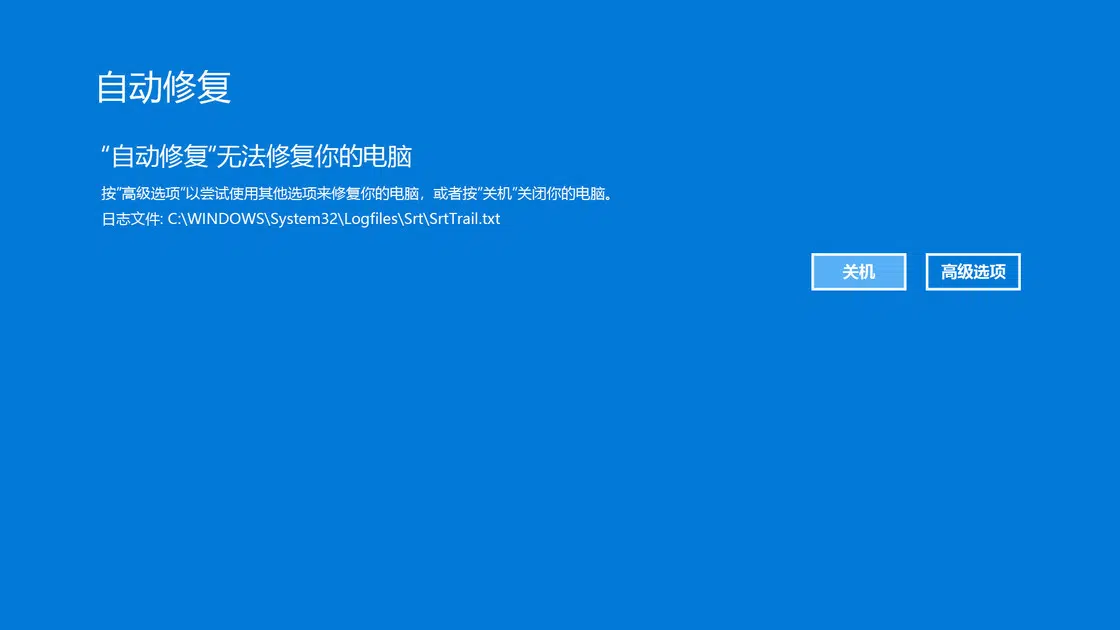 自动修复
“自动修复”无法修复你的电脑
按"高级选项"以尝试使用其他选项来修复你的电脑，或者按"关机"关闭你的电脑。
日志文件: C:\WINDOWS\System32\Logfiles\Srt\SrtTrail.txt
关机
高级选项